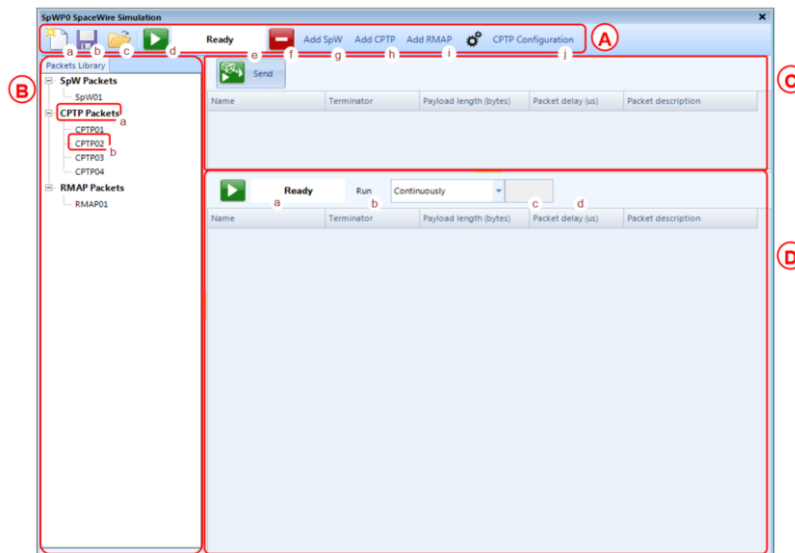 SpWP0 SpaceWire Simulation x
Ready Add SpW Add CPTP Add RMAP CPTP Configuration A
a b c d e f g h i j
B
Packets Library
SpW Packets
SpW01
CPTP Packets
a
CPTP01
CPTP02
b
CPTP03
CPTP04
RMAP Packets
RMAP01
C
Send
Name Terminator Payload length (bytes) Packet delay (us) Packet description
D
Ready Run Continuously
a b c d
Name Terminator Payload length (bytes) Packet delay (us) Packet description